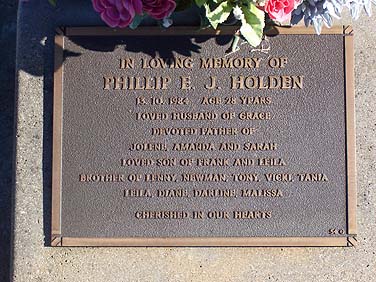 IN LOVING MEMORY OF
PHILLIP E. J. HOLDEN
13. 10. 1984 AGE 28 YEARS
LOVED HUSBAND OF GRACE
DEVOTED FATHER OF
JOLENE, AMANDA AND SARAH
LOVED SON OF FRANK AND LEILA
BROTHER OF LENNY, NEWMAN, TONY, VICKI, TANIA
LEILA, DIANE, DARLINE, MALISSA
CHERISHED IN OUR HEARTS